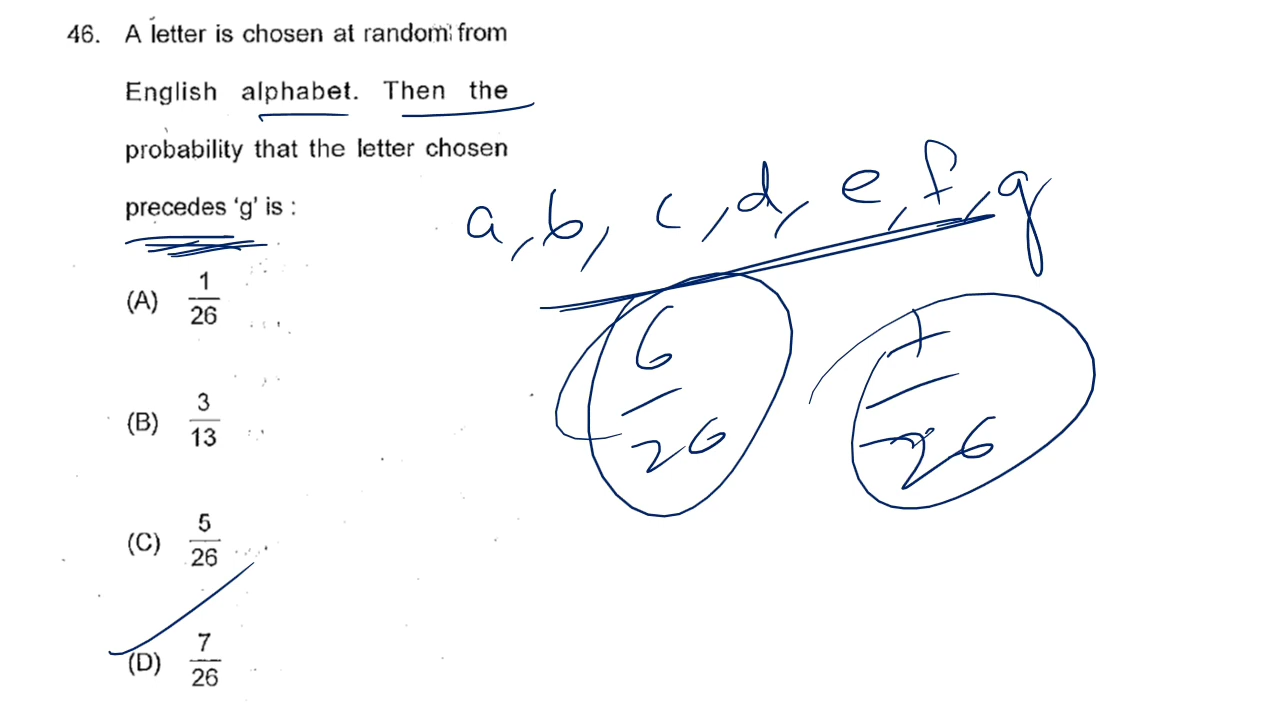 46. A letter is chosen at random from
English alphabet. Then the
probability that the letter chosen
precedes 'g' is :
(A) 1/26
(B) 3/13
(C) 5/26
(D) 7/26
a, b, c, d, e, f, g
6/26
7/26